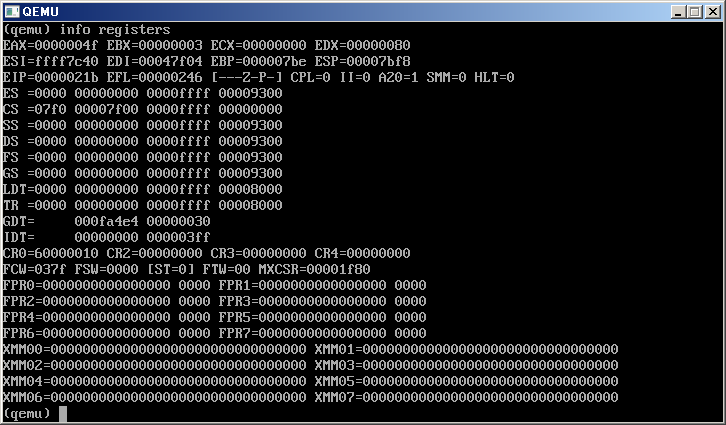 QEMU
(qemu) info registers
EAX=0000004f EBX=00000003 ECX=00000000 EDX=00000080
ESI=ffff7c40 EDI=00047f04 EBP=000007be ESP=00007bf8
EIP=0000021b EFL=00000246 [---Z-P-] CPL=0 II=0 A20=1 SMM=0 HLT=0
ES =0000 00000000 0000ffff 00009300
CS =07f0 00007f00 0000ffff 00000000
SS =0000 00000000 0000ffff 00009300
DS =0000 00000000 0000ffff 00009300
FS =0000 00000000 0000ffff 00009300
GS =0000 00000000 0000ffff 00009300
LDT=0000 00000000 0000ffff 00008000
TR =0000 00000000 0000ffff 00008000
GDT=     000fa4e4 00000030
IDT=     00000000 000003ff
CR0=60000010 CR2=00000000 CR3=00000000 CR4=00000000
FCW=037f FSW=0000 [ST=0] FTW=00 MXCSR=00001f80
FPR0=0000000000000000 0000 FPR1=0000000000000000 0000
FPR2=0000000000000000 0000 FPR3=0000000000000000 0000
FPR4=0000000000000000 0000 FPR5=0000000000000000 0000
FPR6=0000000000000000 0000 FPR7=0000000000000000 0000
XMM00=00000000000000000000000000000000 XMM01=00000000000000000000000000000000
XMM02=00000000000000000000000000000000 XMM03=00000000000000000000000000000000
XMM04=00000000000000000000000000000000 XMM05=00000000000000000000000000000000
XMM06=00000000000000000000000000000000 XMM07=00000000000000000000000000000000
(qemu)